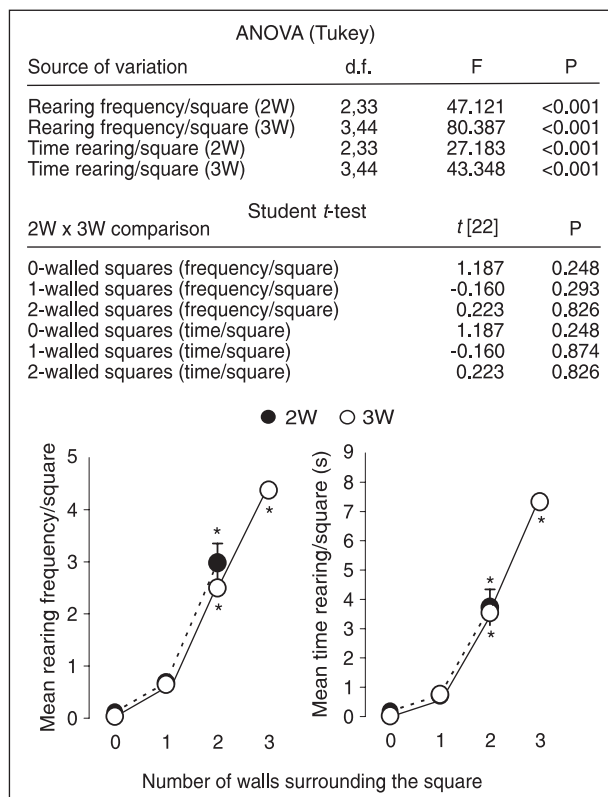 ANOVA (Tukey)
Source of variation d.f. F P
Rearing frequency/square (2W) 2,33 47.121 <0.001
Rearing frequency/square (3W) 3,44 80.387 <0.001
Time rearing/square (2W) 2,33 27.183 <0.001
Time rearing/square (3W) 3,44 43.348 <0.001
Student t-test
2W x 3W comparison t [22] P
0-walled squares (frequency/square) 1.187 0.248
1-walled squares (frequency/square) -0.160 0.293
2-walled squares (frequency/square) 0.223 0.826
0-walled squares (time/square) 1.187 0.248
1-walled squares (time/square) -0.160 0.874
2-walled squares (time/square) 0.223 0.826
2W 3W
Mean rearing frequency/square
5
4
3
2
1
0
* * *
0 1 2 3
Mean time rearing/square (s)
9
8
7
6
5
4
3
2
1
0
* * *
0 1 2 3
Number of walls surrounding the square